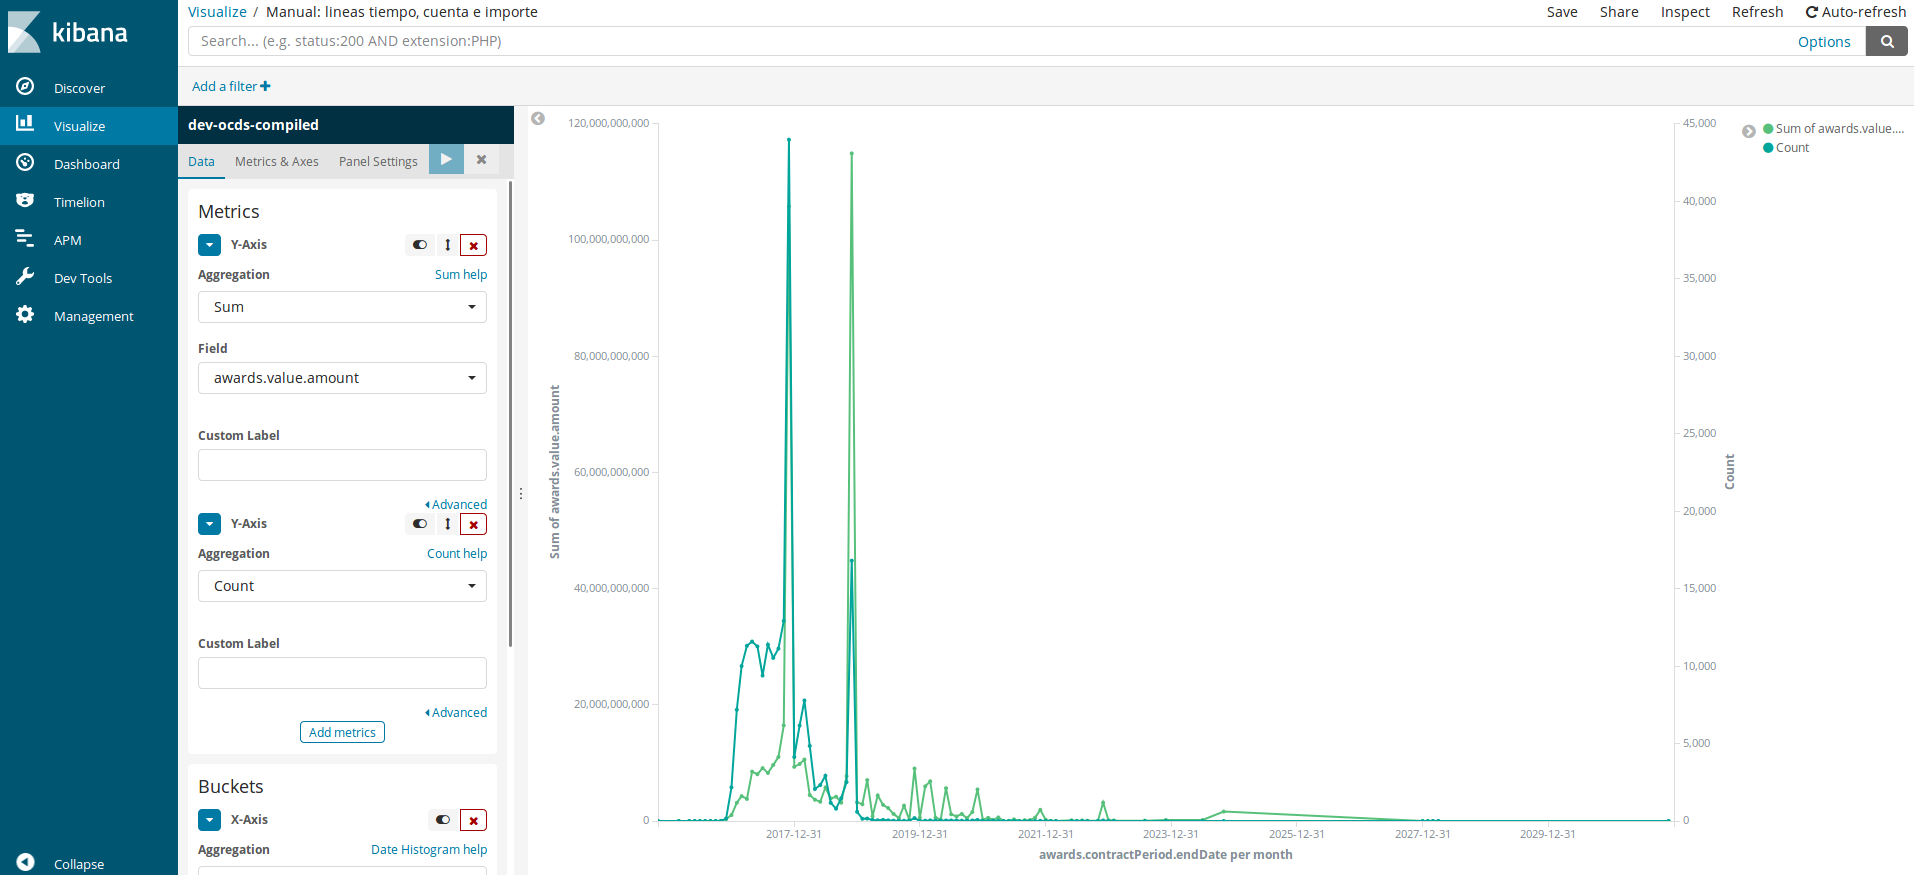 kibana
Discover
Visualize
Dashboard
Timelion
APM
Dev Tools
Management
Collapse
Visualize / Manual: lineas tiempo, cuenta e importe
Save Share Inspect Refresh Auto-refresh
Search... (e.g. status:200 AND extension:PHP)
Options
Add a filter
dev-ocds-compiled
Data Metrics & Axes Panel Settings
Metrics
Y-Axis
Aggregation Sum help
Sum
Field
awards.value.amount
Custom Label
Advanced
Y-Axis
Aggregation Count help
Count
Custom Label
Advanced
Add metrics
Buckets
X-Axis
Aggregation Date Histogram help
Sum of awards.value.amount
120,000,000,000
100,000,000,000
80,000,000,000
60,000,000,000
40,000,000,000
20,000,000,000
0
2017-12-31 2019-12-31 2021-12-31 2023-12-31 2025-12-31 2027-12-31 2029-12-31
awards.contractPeriod.endDate per month
45,000
40,000
35,000
30,000
25,000
20,000
15,000
10,000
5,000
0
Count
Sum of awards.value....
Count